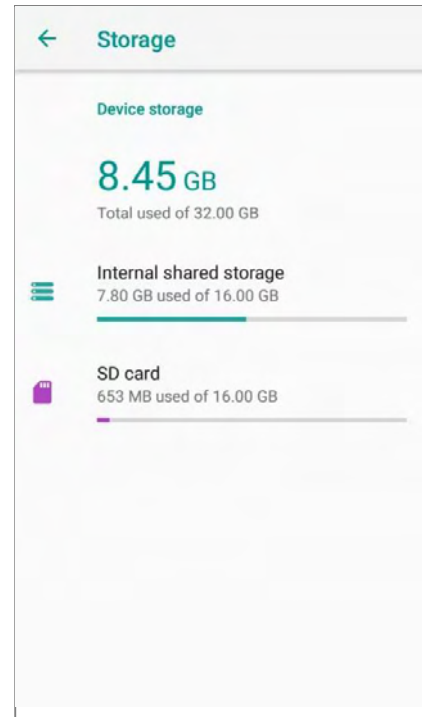 Storage
Device storage
8.45 GB
Total used of 32.00 GB
Internal shared storage
7.80 GB used of 16.00 GB
SD card
653 MB used of 16.00 GB